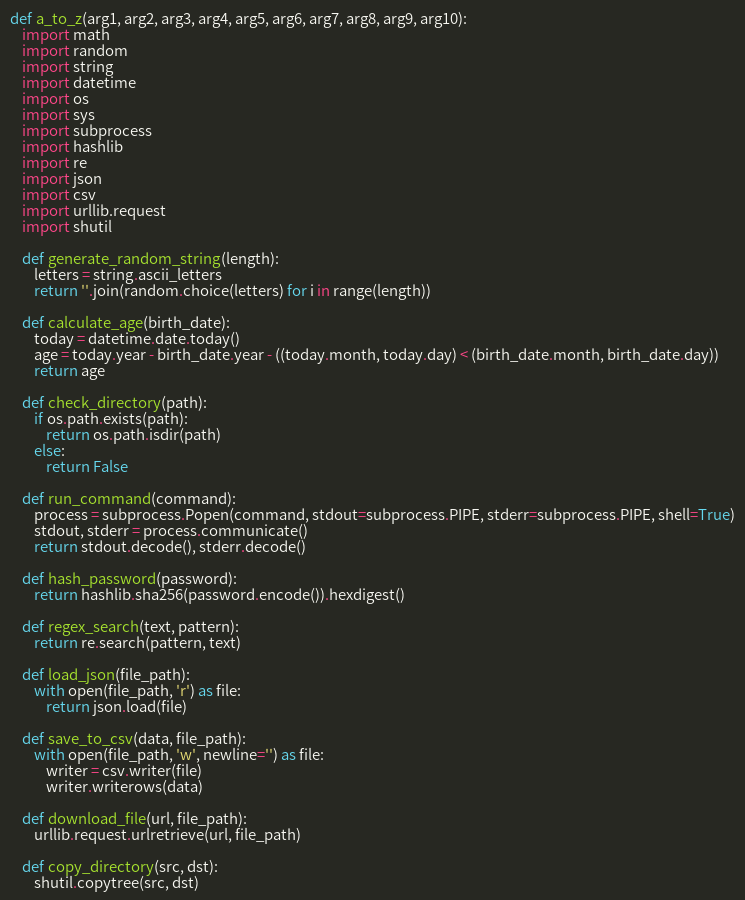 def a_to_z(arg1, arg2, arg3, arg4, arg5, arg6, arg7, arg8, arg9, arg10):
import math
import random
import string
import datetime
import os
import sys
import subprocess
import hashlib
import re
import json
import csv
import urllib.request
import shutil
def generate_random_string(length):
letters = string.ascii_letters
return ''.join(random.choice(letters) for i in range(length))
def calculate_age(birth_date):
today = datetime.date.today()
age = today.year - birth_date.year - ((today.month, today.day) < (birth_date.month, birth_date.day))
return age
def check_directory(path):
if os.path.exists(path):
return os.path.isdir(path)
else:
return False
def run_command(command):
process = subprocess.Popen(command, stdout=subprocess.PIPE, stderr=subprocess.PIPE, shell=True)
stdout, stderr = process.communicate()
return stdout.decode(), stderr.decode()
def hash_password(password):
return hashlib.sha256(password.encode()).hexdigest()
def regex_search(text, pattern):
return re.search(pattern, text)
def load_json(file_path):
with open(file_path, 'r') as file:
return json.load(file)
def save_to_csv(data, file_path):
with open(file_path, 'w', newline='') as file:
writer = csv.writer(file)
writer.writerows(data)
def download_file(url, file_path):
urllib.request.urlretrieve(url, file_path)
def copy_directory(src, dst):
shutil.copytree(src, dst)